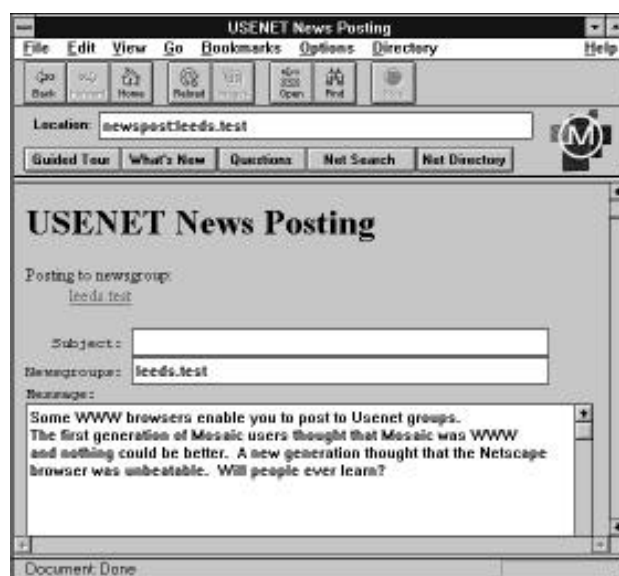 USENET News Posting
File Edit View Go Bookmarks Options Directory Help
Back Forward Home Reload Images Open Find Stop
Location: newspost:leeds.test
Guided Tour What's New Questions Net Search Net Directory
M
USENET News Posting
Posting to newsgroup:
leeds.test
Subject:
Newsgroups: leeds.test
Message:
Some WWW browsers enable you to post to Usenet groups.
The first generation of Mosaic users thought that Mosaic was WWW
and nothing could be better. A new generation thought that the Netscape
browser was unbeatable. Will people ever learn?
Document: Done